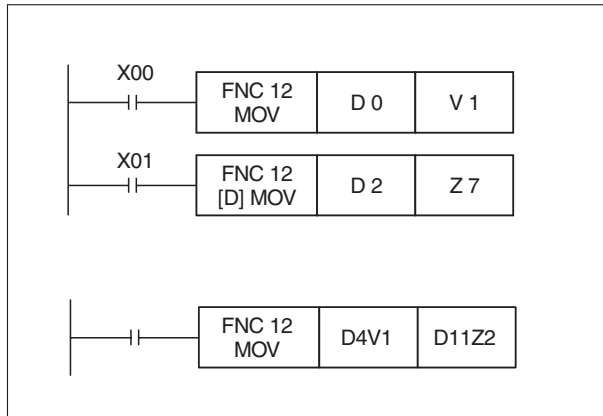 X00
FNC 12
MOV
D 0
V 1
X01
FNC 12
[D] MOV
D 2
Z 7
FNC 12
MOV
D4V1
D11Z2